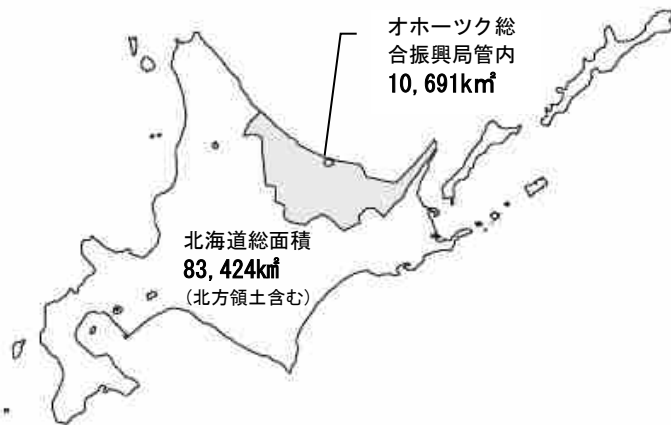 オホーツク総
合振興局管内
10,691k㎡
北海道総面積
83,424k㎡
(北方領土含む)